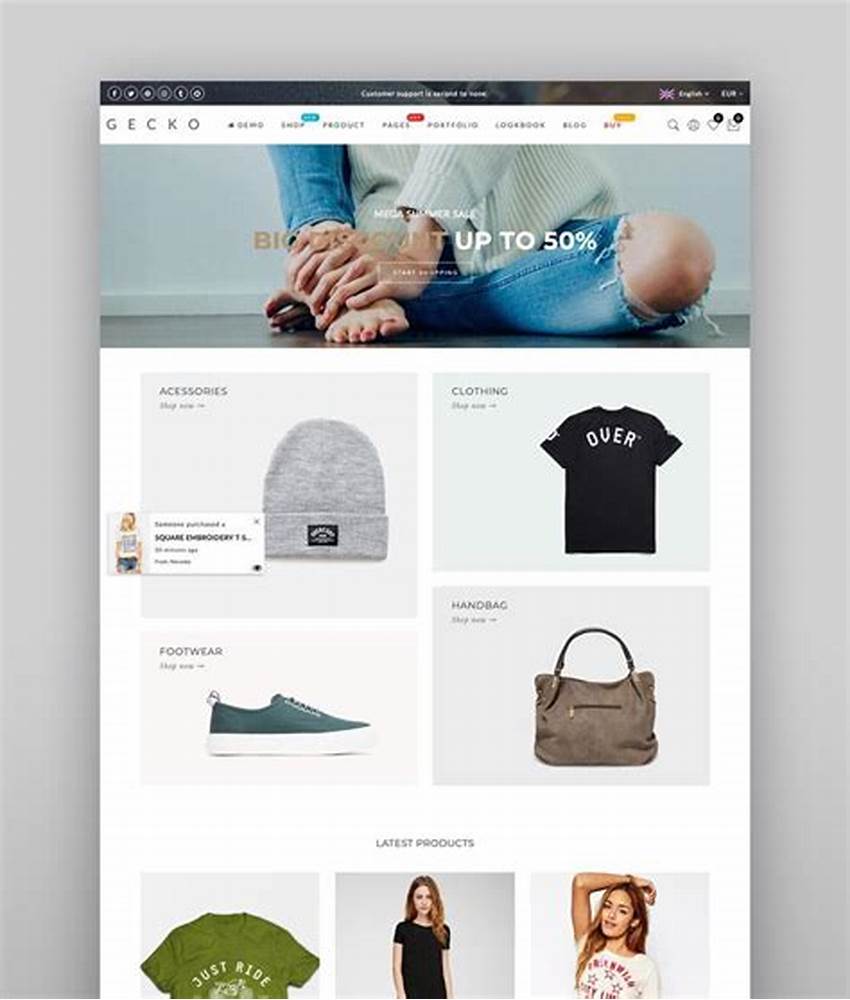 Customer support is second to none.
English
EUR
GECKO
DEMO
SHOP
PRODUCT
PAGES
PORTFOLIO
LOOKBOOK
BLOG
BUY
MEGA SUMMER SALE
BIG DISCOUNT UP TO 50%
START SHOPPING
ACESSORIES
Shop now →
CLOTHING
Shop now →
OVER
Someone purchased a
SQUARE EMBROIDERY T S...
From Nevada
HANDBAG
Shop now →
FOOTWEAR
Shop now →
LATEST PRODUCTS
JUST RIDE